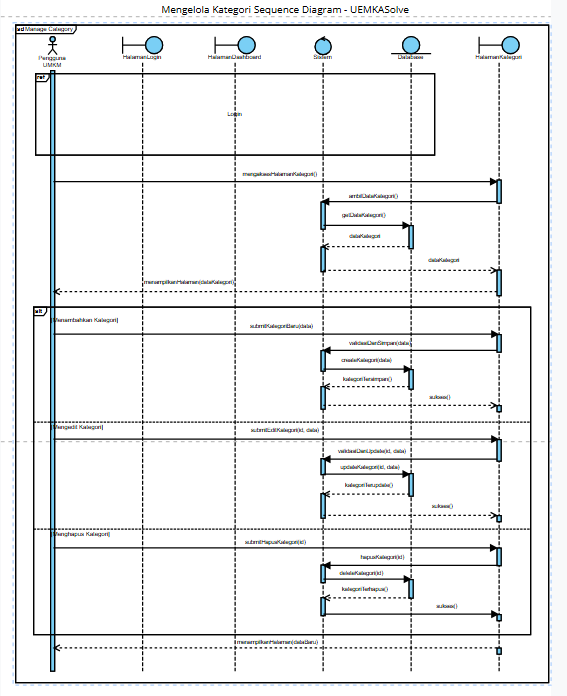 Mengelola Kategori Sequence Diagram - UEMKASolve
sd Manage Category
Pengguna
UMKM
HalamanLogin
HalamanDashboard
Sistem
Database
HalamanKategori
ref
Login
mengaksesHalamanKategori()
ambilDataKategori()
getDataKategori()
dataKategori
dataKategori
menampilkanHalaman(dataKategori)
alt
[Menambahkan Kategori]
submitKategoriBaru(data)
validasiDanSimpan(data)
createKategori(data)
kategoriTersimpan()
sukses()
[Mengedit Kategori]
submitEditKategori(id, data)
validasiDanUpdate(id, data)
updateKategori(id, data)
kategoriTerupdate()
sukses()
[Menghapus Kategori]
submitHapusKategori(id)
hapusKategori(id)
deleteKategori(id)
kategoriTerhapus()
sukses()
menampilkanHalaman(dataBaru)